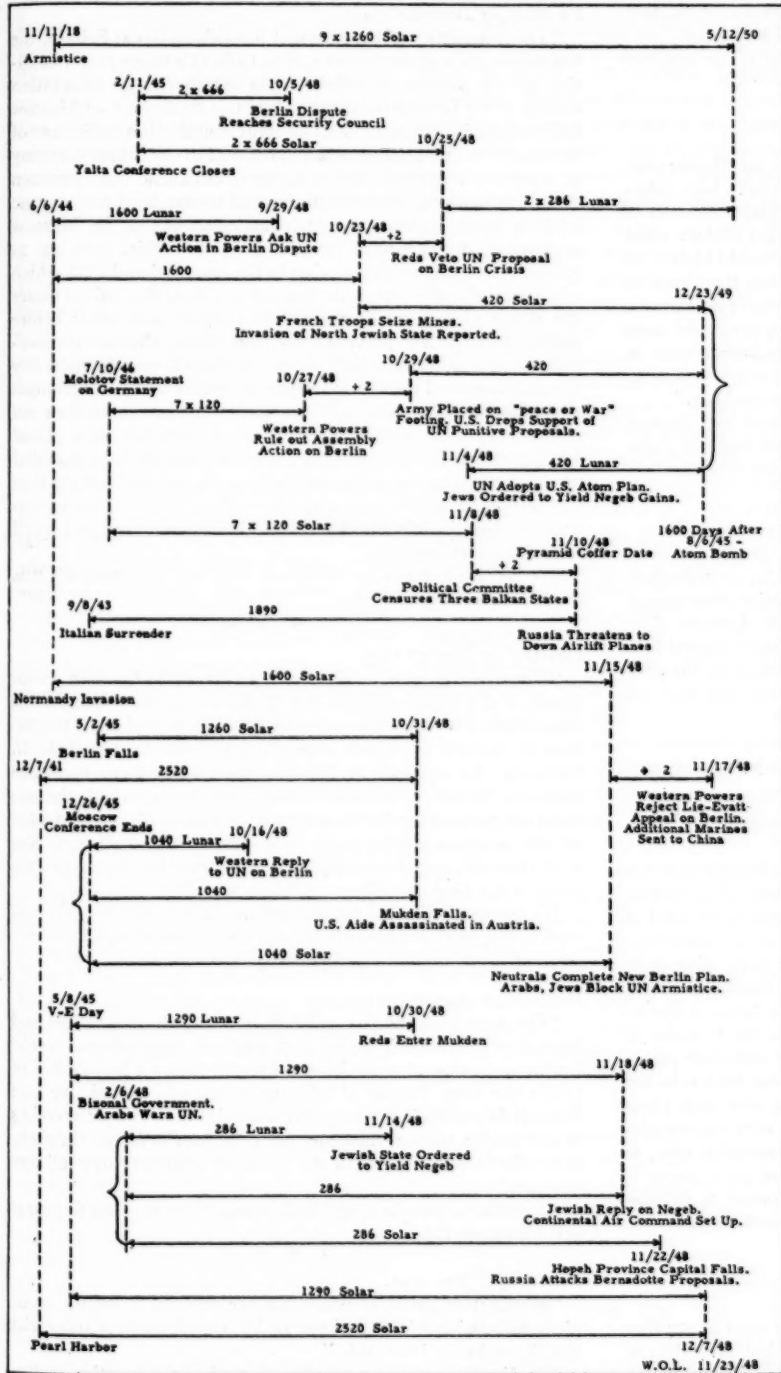 11/11/18
9 x 1260 Solar
5/12/50
Armistice
2/11/45
2 x 666
10/5/48
Berlin Dispute
Reaches Security Council
2 x 666 Solar
10/25/48
Yalta Conference Closes
6/6/44
1600 Lunar
9/29/48
2 x 286 Lunar
Western Powers Ask UN
Action in Berlin Dispute
10/23/48
÷2
Reds Veto UN Proposal
on Berlin Crisis
1600
420 Solar
12/23/49
French Troops Seize Mines.
Invasion of North Jewish State Reported.
7/10/46
Molotov Statement
on Germany
10/27/48
÷ 2
10/29/48
420
7 x 120
Western Powers
Rule out Assembly
Action on Berlin
Army Placed on "peace or War"
Footing. U.S. Drops Support of
UN Punitive Proposals.
11/4/48
420 Lunar
UN Adopts U.S. Atom Plan.
Jews Ordered to Yield Negeb Gains.
7 x 120 Solar
11/8/48
1600 Days After
8/6/45 -
Atom Bomb
11/10/48
Pyramid Coffer Date
÷ 2
Political Committee
Censures Three Balkan States
9/8/43
1890
Italian Surrender
Russia Threatens to
Down Airlift Planes
1600 Solar
11/15/48
Normandy Invasion
5/2/45
1260 Solar
10/31/48
Berlin Falls
12/7/41
2520
÷ 2
11/17/48
Western Powers
Reject Lie-Evatt
Appeal on Berlin.
Additional Marines
Sent to China
12/26/45
Moscow
Conference Ends
1040 Lunar
10/16/48
Western Reply
to UN on Berlin
1040
Mukden Falls.
U.S. Aide Assassinated in Austria.
1040 Solar
Neutrals Complete New Berlin Plan.
Arabs, Jews Block UN Armistice.
5/8/45
V-E Day
1290 Lunar
10/30/48
Reds Enter Mukden
1290
11/18/48
2/6/48
Bizonal Government.
Arabs Warn UN.
286 Lunar
11/14/48
Jewish State Ordered
to Yield Negeb
286
Jewish Reply on Negeb.
Continental Air Command Set Up.
286 Solar
11/22/48
Hopeh Province Capital Falls.
Russia Attacks Bernadotte Proposals.
1290 Solar
2520 Solar
Pearl Harbor
12/7/48
W.O.L. 11/23/48